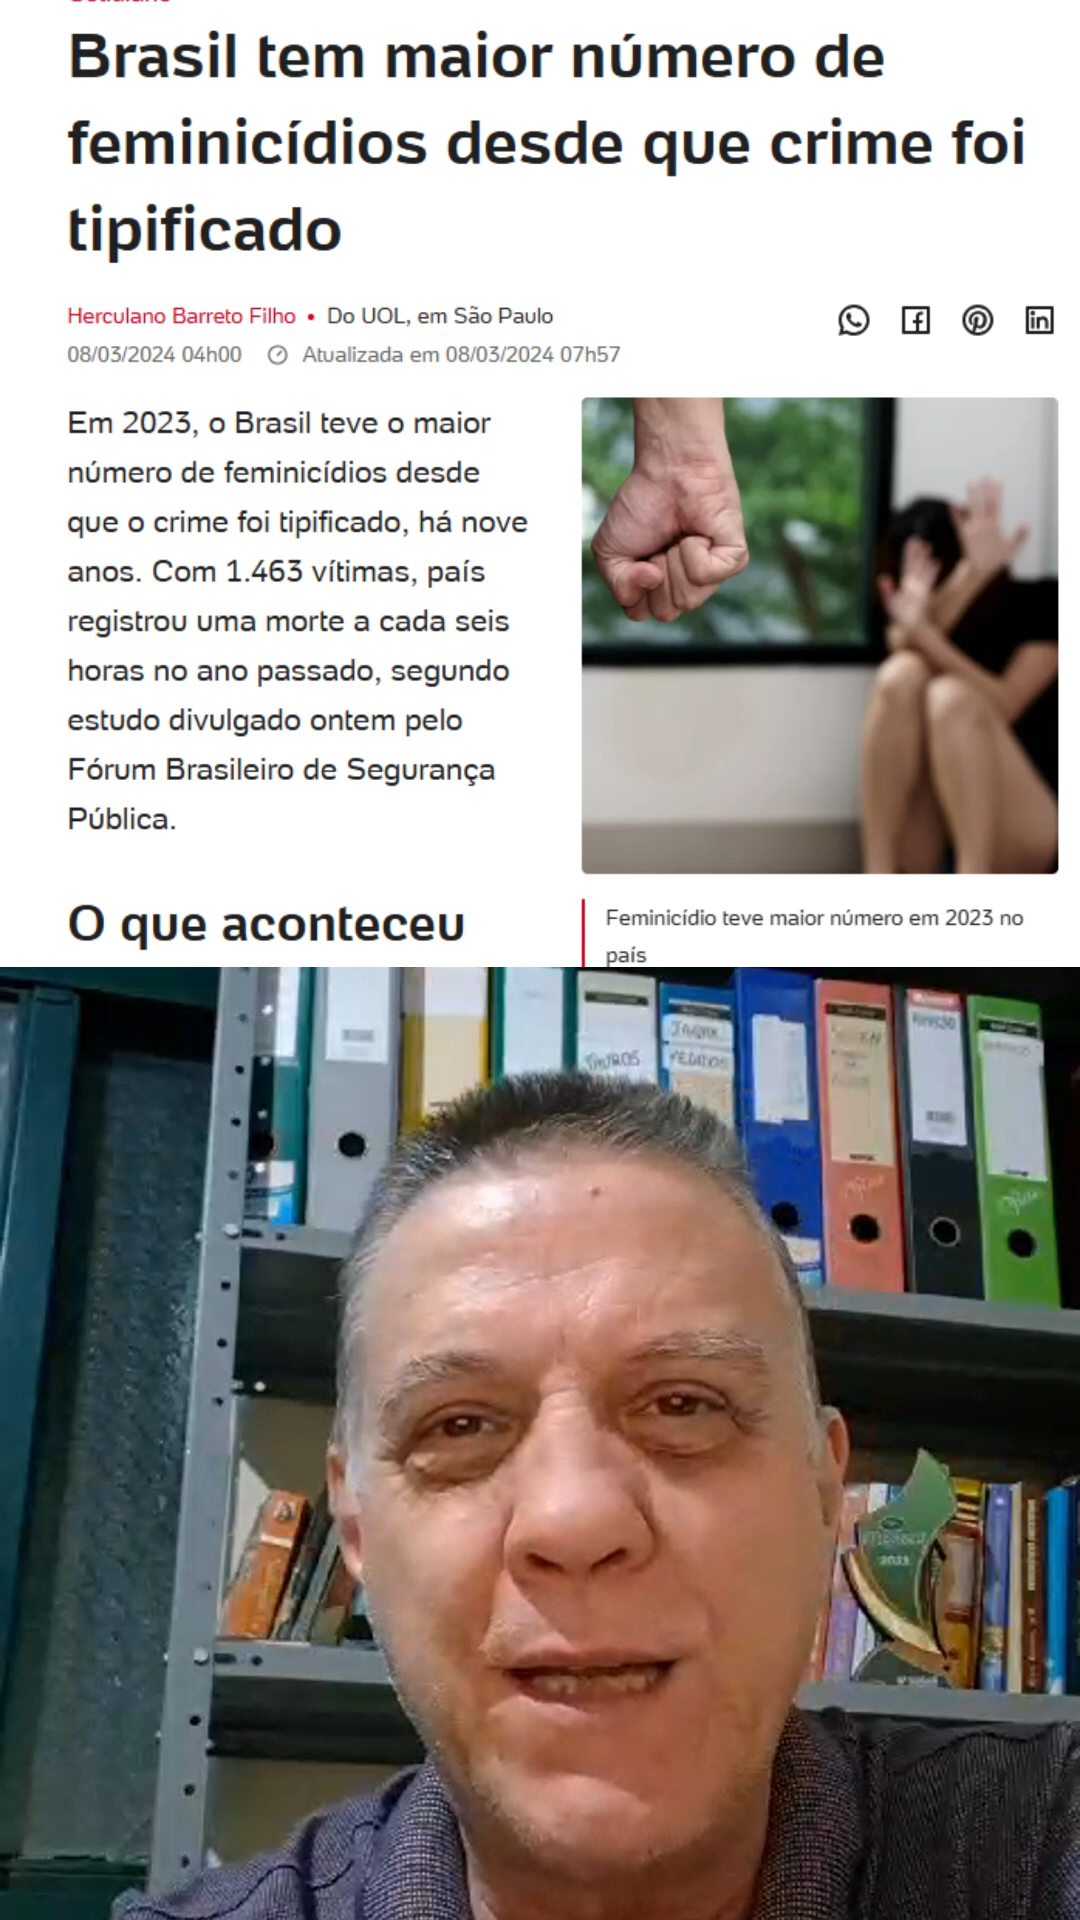 Brasil tem maior número de
feminicídios desde que crime foi
tipificado
Herculano Barreto Filho • Do UOL, em São Paulo
08/03/2024 04h00 Atualizada em 08/03/2024 07h57
Em 2023, o Brasil teve o maior
número de feminicídios desde
que o crime foi tipificado, há nove
anos. Com 1.463 vítimas, país
registrou uma morte a cada seis
horas no ano passado, segundo
estudo divulgado ontem pelo
Fórum Brasileiro de Segurança
Pública.
O que aconteceu
Feminicídio teve maior número em 2023 no
país
TAUROS
PEDIDOS
2023